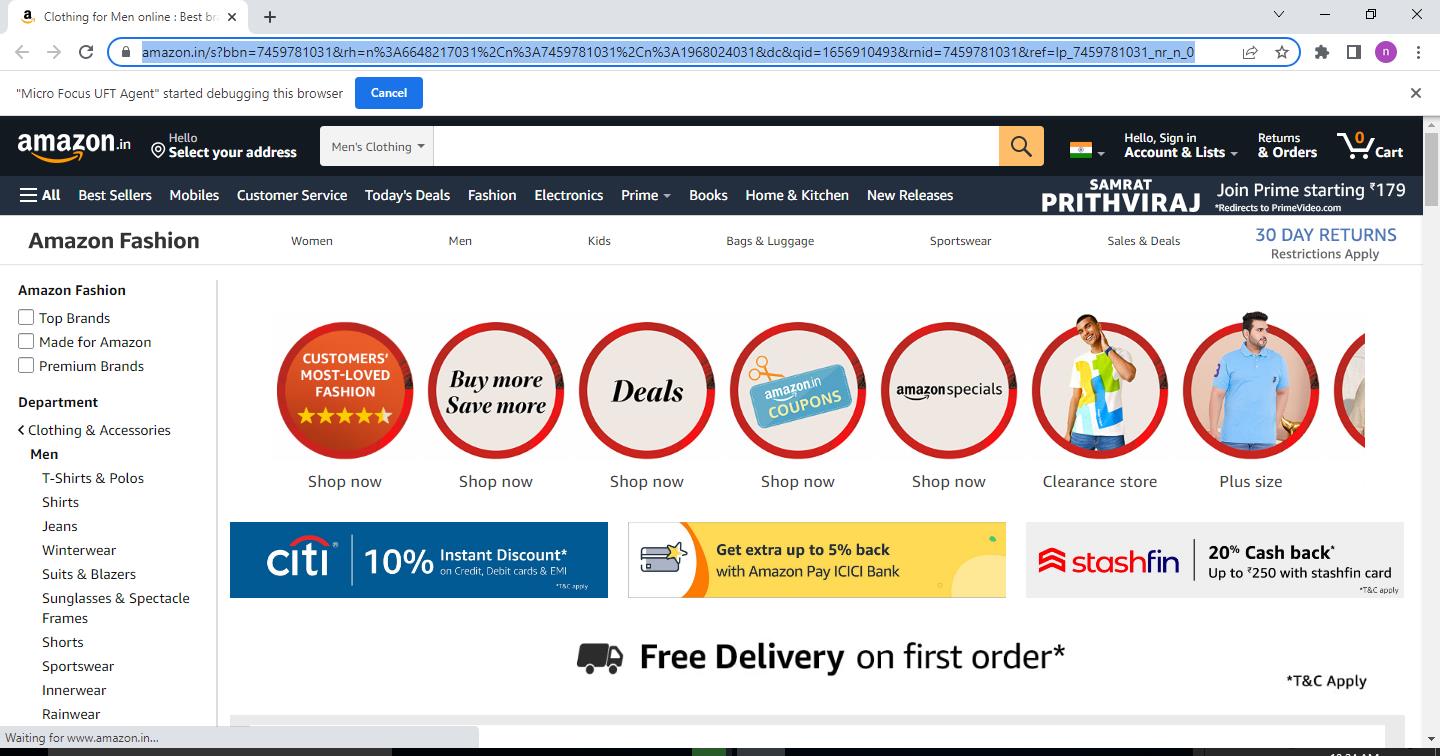 Clothing for Men online : Best br
amazon.in/s?bbn=7459781031&rh=n%3A6648217031%2Cn%3A7459781031%2Cn%3A1968024031&dc&qid=1656910493&rnid=7459781031&ref=lp_7459781031_nr_n_0
n
"Micro Focus UFT Agent" started debugging this browser
Cancel
amazon.in
Hello
Select your address
Men's Clothing
Hello, Sign in
Account & Lists
Returns
& Orders
0
Cart
All
Best Sellers
Mobiles
Customer Service
Today's Deals
Fashion
Electronics
Prime
Books
Home & Kitchen
New Releases
SAMRAT
PRITHVIRAJ
Join Prime starting ₹179
*Redirects to PrimeVideo.com
Amazon Fashion
Women
Men
Kids
Bags & Luggage
Sportswear
Sales & Deals
30 DAY RETURNS
Restrictions Apply
Amazon Fashion
Top Brands
Made for Amazon
Premium Brands
Department
Clothing & Accessories
Men
T-Shirts & Polos
Shirts
Jeans
Winterwear
Suits & Blazers
Sunglasses & Spectacle
Frames
Shorts
Sportswear
Innerwear
Rainwear
CUSTOMERS'
MOST-LOVED
FASHION
Shop now
Buy more
Save more
Shop now
Deals
Shop now
amazon.in
COUPONS
Shop now
amazon specials
Shop now
Clearance store
3
Plus size
citi
10% Instant Discount*
on Credit, Debit cards & EMI
*T&C apply
Get extra up to 5% back
with Amazon Pay ICICI Bank
stashfin
20% Cash back*
Up to ₹250 with stashfin card
*T&C apply
Free Delivery on first order*
*T&C Apply
Waiting for www.amazon.in...